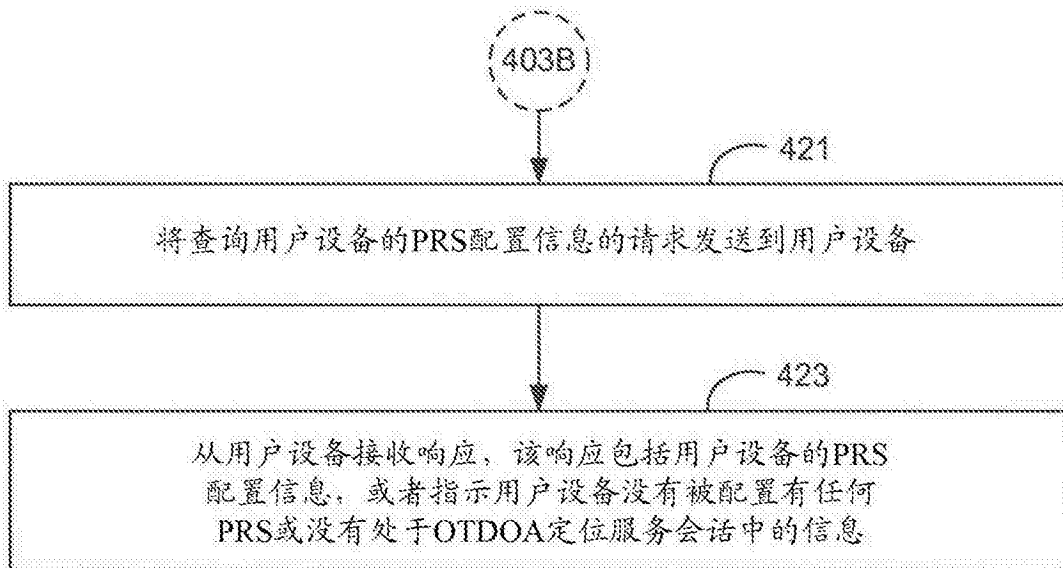 403B
421
将查询用户设备的PRS配置信息的请求发送到用户设备
423
从用户设备接收响应，该响应包括用户设备的PRS
配置信息，或者指示用户设备没有被配置有任何
PRS或没有处于OTDOA定位服务会话中的信息